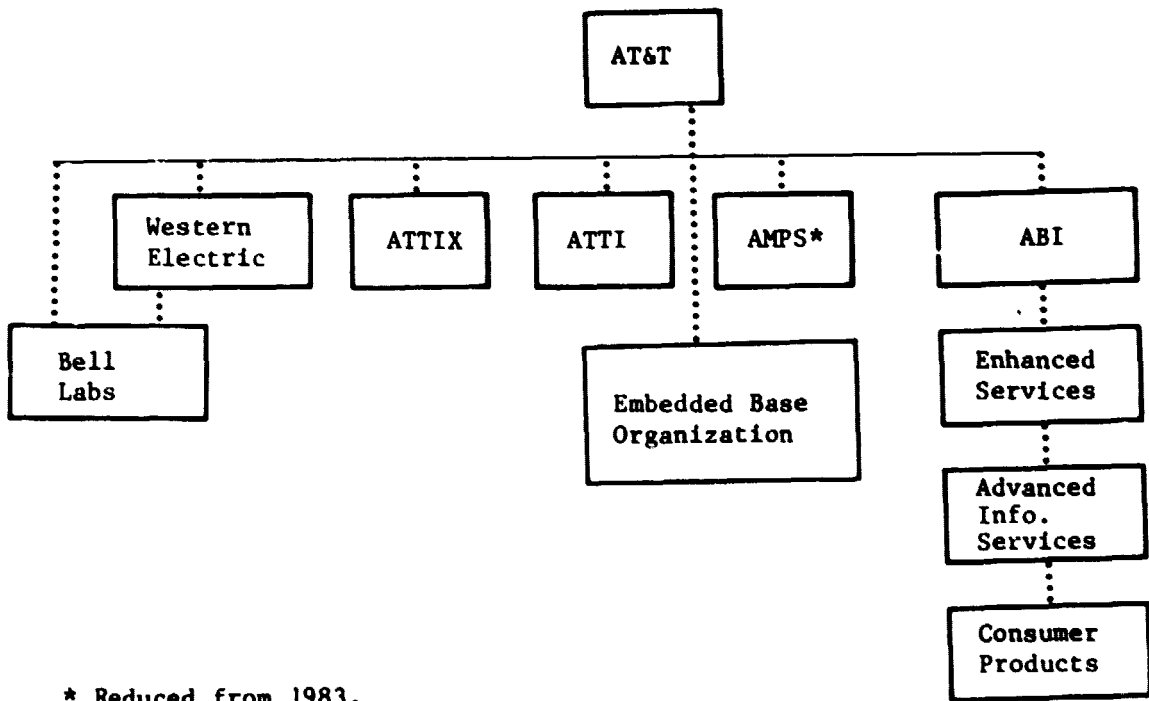 AT&T
Western
Electric
ATTIX
ATTI
AMPS*
ABI
Bell
Labs
Embedded Base
Organization
Enhanced
Services
Advanced
Info.
Services
Consumer
Products
* Reduced from 1983.